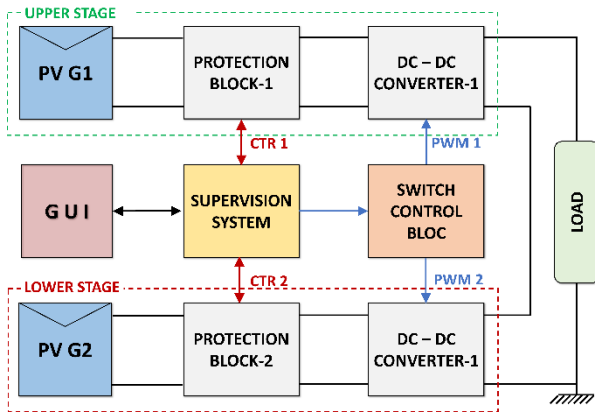 UPPER STAGE
PV G1
PROTECTION
BLOCK-1
DC – DC
CONVERTER-1
CTR 1
PWM 1
G U I
SUPERVISION
SYSTEM
SWITCH
CONTROL
BLOC
LOAD
LOWER STAGE
CTR 2
PWM 2
PV G2
PROTECTION
BLOCK-2
DC – DC
CONVERTER-1